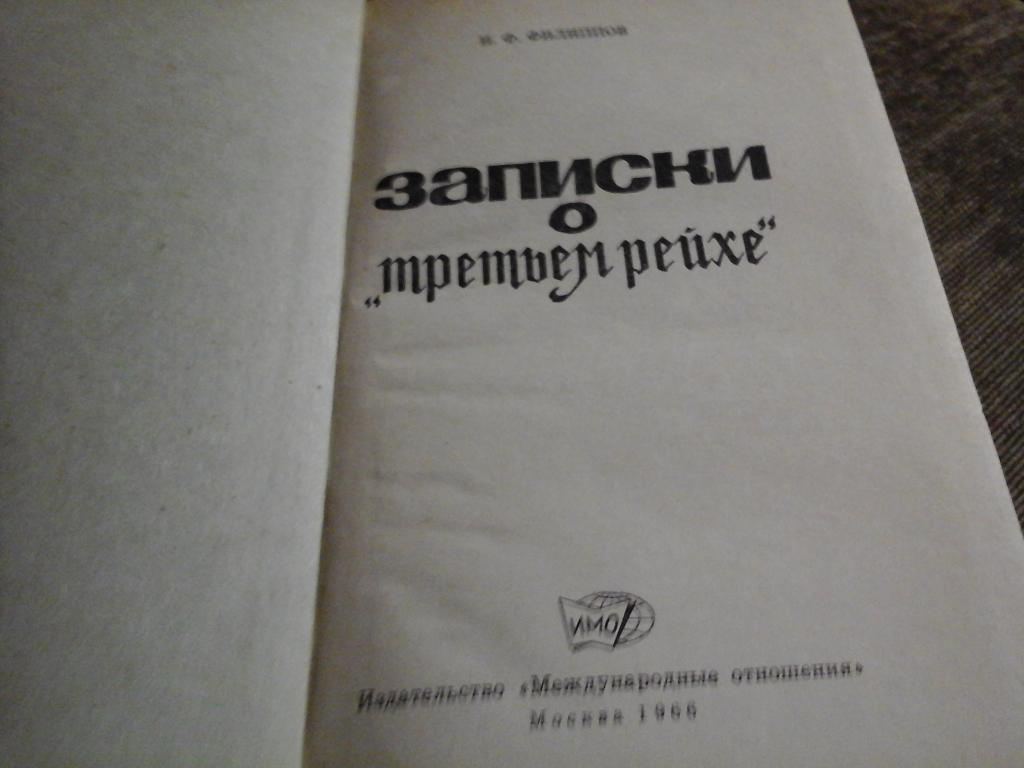 И. Ф. ФИЛИППОВ
записки
о
„третьем рейхе“
ИМО
Издательство «Международные отношения»
Москва 1966